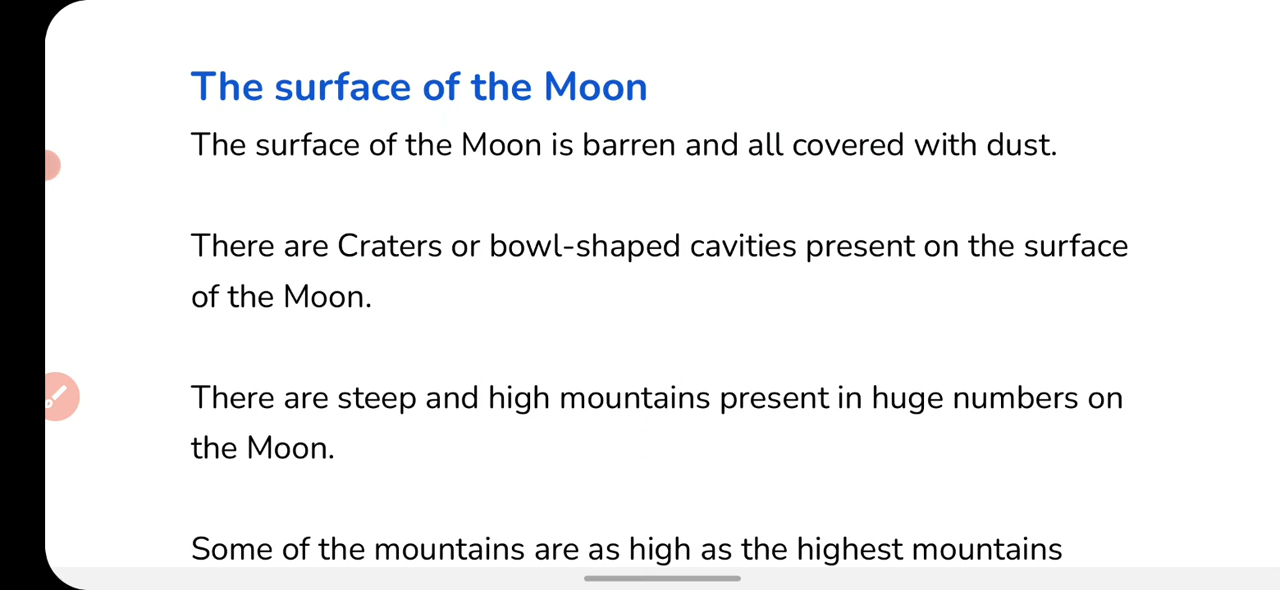 The surface of the Moon
The surface of the Moon is barren and all covered with dust.
There are Craters or bowl-shaped cavities present on the surface
of the Moon.
There are steep and high mountains present in huge numbers on
the Moon.
Some of the mountains are as high as the highest mountains